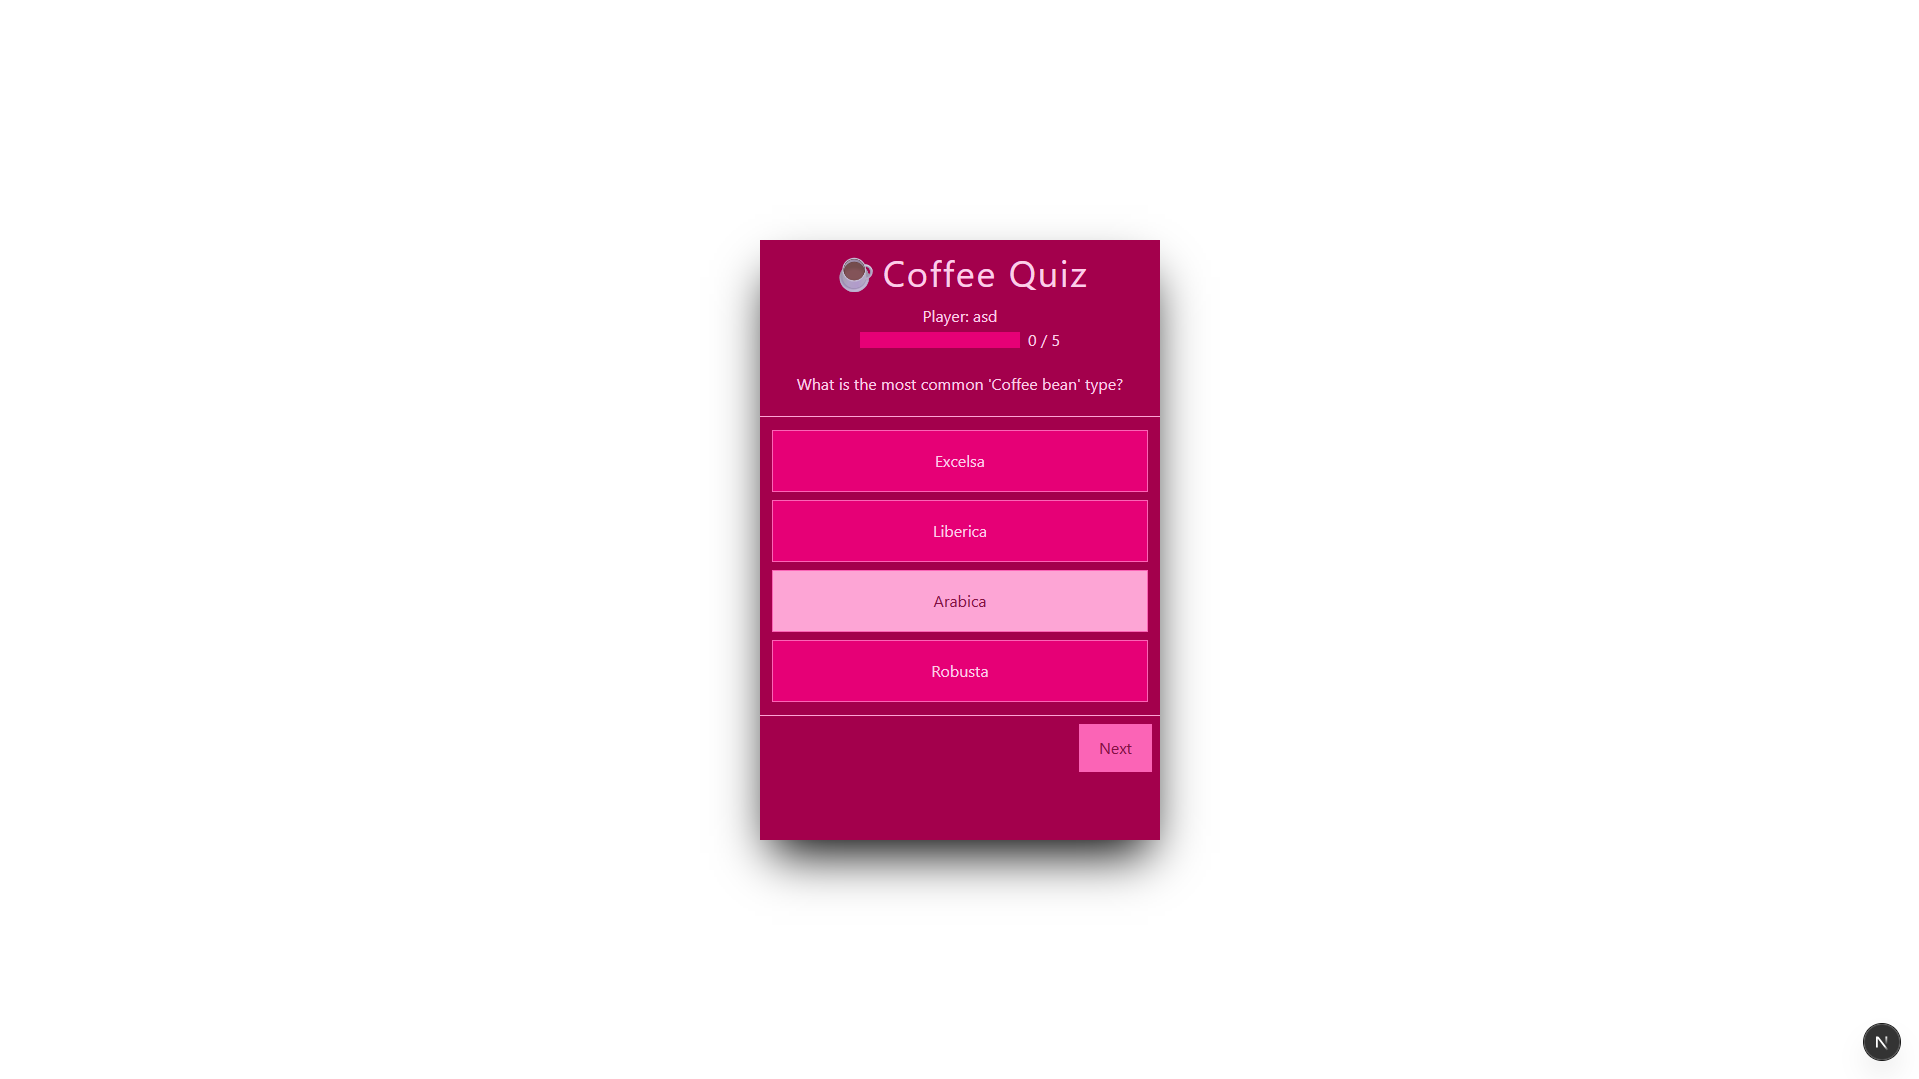 Coffee Quiz
Player: asd
0 / 5
What is the most common 'Coffee bean' type?
Excelsa
Liberica
Arabica
Robusta
Next
N